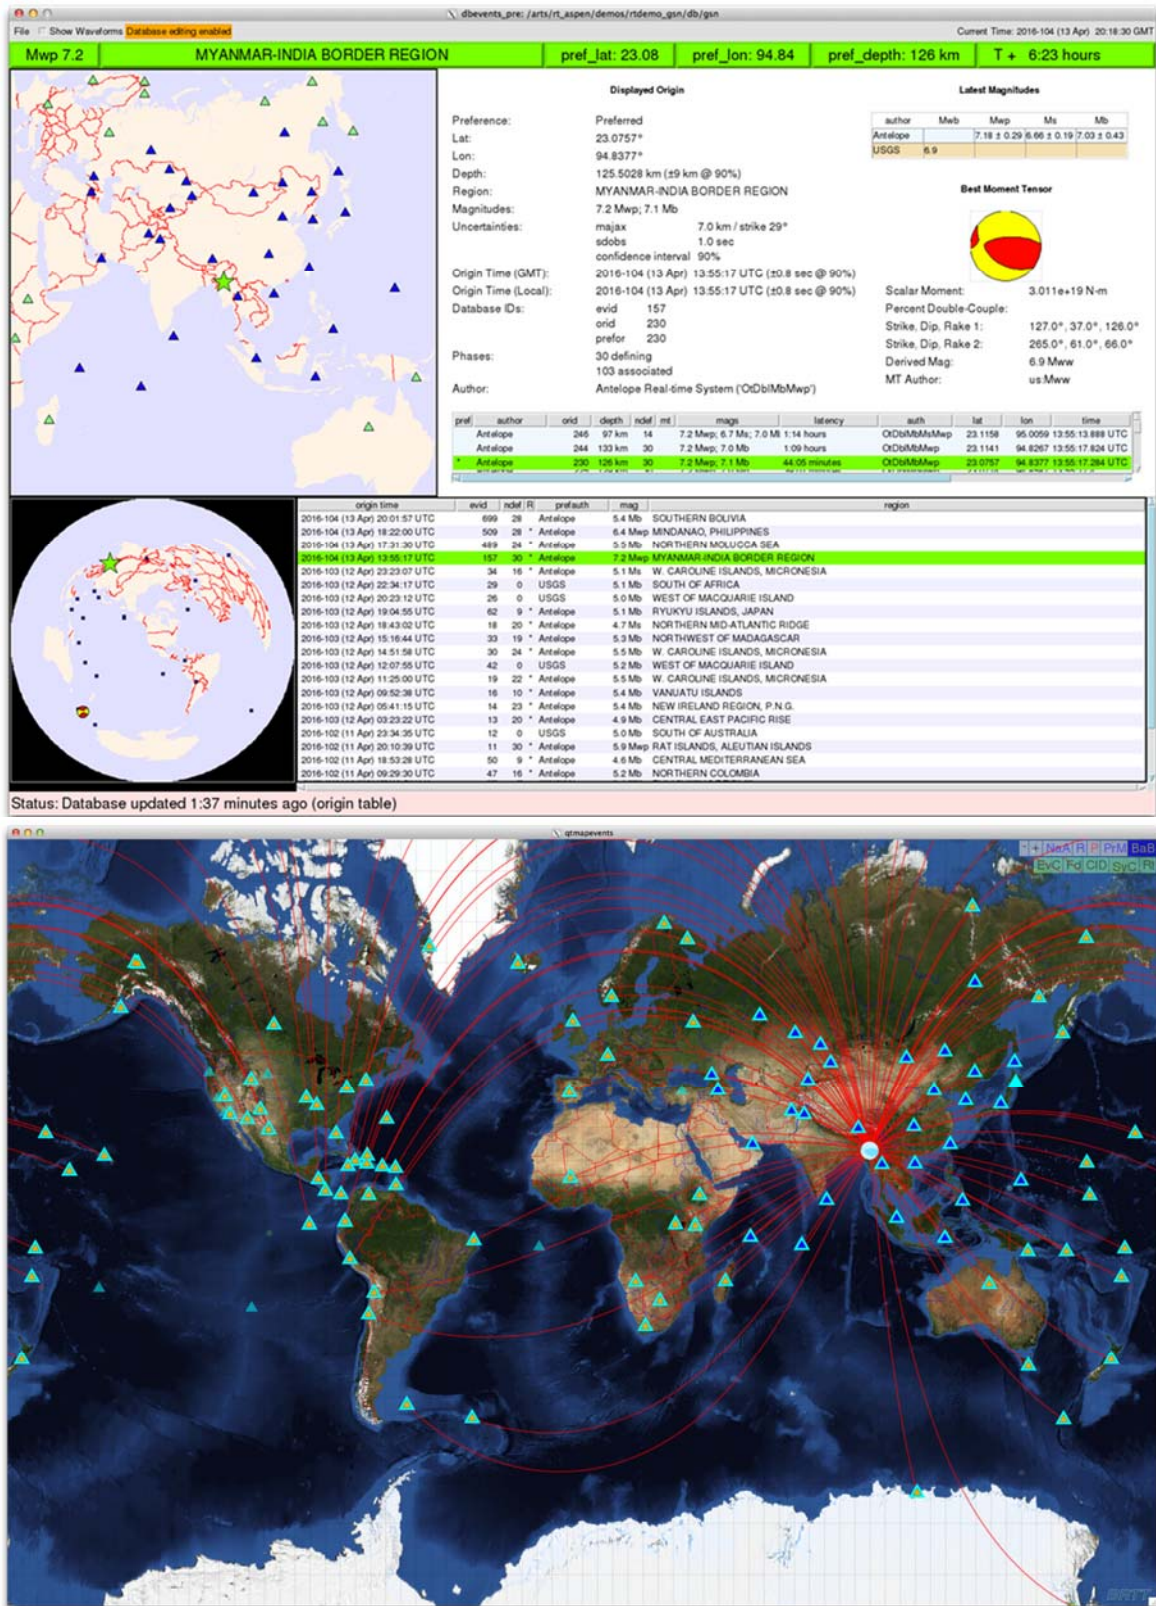 dbevents_pre: /arts/rt_aspen/demos/rtdemo_gsn/db/gsn
File Show Waveforms Database editing enabled Current Time: 2016-104 (13 Apr) 20:18:30 GMT
Mwp 7.2 MYANMAR-INDIA BORDER REGION pref_lat: 23.08 pref_lon: 94.84 pref_depth: 126 km T + 6:23 hours
Displayed Origin
Preference: Preferred
Lat: 23.0757°
Lon: 94.8377°
Depth: 125.5028 km (±9 km @ 90%)
Region: MYANMAR-INDIA BORDER REGION
Magnitudes: 7.2 Mwp; 7.1 Mb
Uncertainties: majax 7.0 km / strike 29°
sdobs 1.0 sec
confidence interval 90%
Origin Time (GMT): 2016-104 (13 Apr) 13:55:17 UTC (±0.8 sec @ 90%)
Origin Time (Local): 2016-104 (13 Apr) 13:55:17 UTC (±0.8 sec @ 90%)
Database IDs: evid 157
orid 230
prefor 230
Phases: 30 defining
103 associated
Author: Antelope Real-time System ('OtDblMbMwp')
Latest Magnitudes
author Mwb Mwp Ms Mb
Antelope 7.18 ± 0.29 6.66 ± 0.19 7.03 ± 0.43
USGS 6.9
Best Moment Tensor
Scalar Moment: 3.011e+19 N-m
Percent Double-Couple:
Strike, Dip, Rake 1: 127.0°, 37.0°, 126.0°
Strike, Dip, Rake 2: 265.0°, 61.0°, 66.0°
Derived Mag: 6.9 Mww
MT Author: us:Mww
pref author orid depth ndef mt mags latency auth lat lon time
Antelope 246 97 km 14 7.2 Mwp; 6.7 Ms; 7.0 M 1:14 hours OtDblMbMsMwp 23.1158 95.0059 13:55:13.888 UTC
Antelope 244 133 km 30 7.2 Mwp; 7.0 Mb 1:09 hours OtDblMbMwp 23.1141 94.8267 13:55:17.824 UTC
* Antelope 230 126 km 30 7.2 Mwp; 7.1 Mb 44:05 minutes OtDblMbMwp 23.0757 94.8377 13:55:17.284 UTC
origin time evid ndef R prefauth mag region
2016-104 (13 Apr) 20:01:57 UTC 699 28 Antelope 5.4 Mb SOUTHERN BOLIVIA
2016-104 (13 Apr) 18:22:00 UTC 509 28 * Antelope 6.4 Mwp MINDANAO, PHILIPPINES
2016-104 (13 Apr) 17:31:30 UTC 489 24 * Antelope 5.5 Mb NORTHERN MOLUCCA SEA
2016-104 (13 Apr) 13:55:17 UTC 157 30 * Antelope 7.2 Mwp MYANMAR-INDIA BORDER REGION
2016-103 (12 Apr) 23:23:07 UTC 34 16 * Antelope 5.1 Ms W. CAROLINE ISLANDS, MICRONESIA
2016-103 (12 Apr) 22:34:17 UTC 29 0 USGS 5.1 Mb SOUTH OF AFRICA
2016-103 (12 Apr) 20:23:12 UTC 26 0 USGS 5.0 Mb WEST OF MACQUARIE ISLAND
2016-103 (12 Apr) 19:04:55 UTC 62 9 * Antelope 5.1 Mb RYUKYU ISLANDS, JAPAN
2016-103 (12 Apr) 18:43:02 UTC 18 20 * Antelope 4.7 Ms NORTHERN MID-ATLANTIC RIDGE
2016-103 (12 Apr) 15:16:44 UTC 33 19 * Antelope 5.3 Mb NORTHWEST OF MADAGASCAR
2016-103 (12 Apr) 14:51:58 UTC 30 24 * Antelope 5.5 Mb W. CAROLINE ISLANDS, MICRONESIA
2016-103 (12 Apr) 12:07:55 UTC 42 0 USGS 5.2 Mb WEST OF MACQUARIE ISLAND
2016-103 (12 Apr) 11:25:00 UTC 19 22 * Antelope 5.5 Mb W. CAROLINE ISLANDS, MICRONESIA
2016-103 (12 Apr) 09:52:38 UTC 16 10 * Antelope 5.4 Mb VANUATU ISLANDS
2016-103 (12 Apr) 05:41:15 UTC 14 23 * Antelope 5.4 Mb NEW IRELAND REGION, P.N.G.
2016-103 (12 Apr) 03:23:22 UTC 13 20 * Antelope 4.9 Mb CENTRAL EAST PACIFIC RISE
2016-102 (11 Apr) 23:34:35 UTC 12 0 USGS 5.0 Mb SOUTH OF AUSTRALIA
2016-102 (11 Apr) 20:10:39 UTC 11 30 * Antelope 5.9 Mwp RAT ISLANDS, ALEUTIAN ISLANDS
2016-102 (11 Apr) 18:53:28 UTC 50 9 * Antelope 4.6 Mb CENTRAL MEDITERRANEAN SEA
2016-102 (11 Apr) 09:29:30 UTC 47 16 * Antelope 5.2 Mb NORTHERN COLOMBIA
Status: Database updated 1:37 minutes ago (origin table)
qtmapevents
- + NaA R P PrM BaB
EvC Fd CID SyC Rt
BRTT